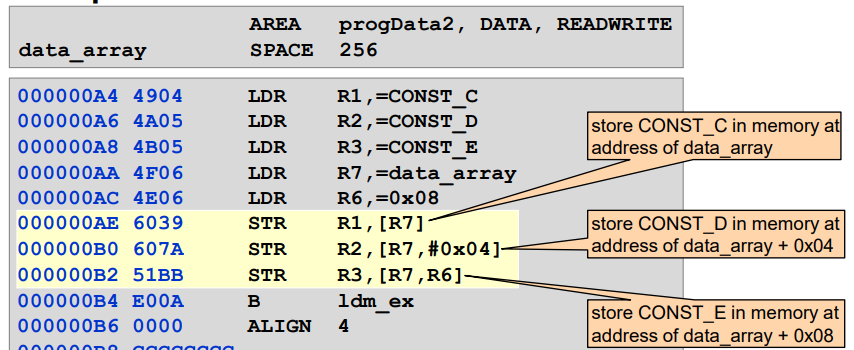 AREA progData2, DATA, READWRITE
data_array SPACE 256
000000A4 4904 LDR R1,=CONST_C
000000A6 4A05 LDR R2,=CONST_D
000000A8 4B05 LDR R3,=CONST_E
000000AA 4F06 LDR R7,=data_array
000000AC 4E06 LDR R6,=0x08
000000AE 6039 STR R1,[R7]
000000B0 607A STR R2,[R7,#0x04]
000000B2 51BB STR R3,[R7,R6]
000000B4 E00A B ldm_ex
000000B6 0000 ALIGN 4
store CONST_C in memory at
address of data_array
store CONST_D in memory at
address of data_array + 0x04
store CONST_E in memory at
address of data_array + 0x08